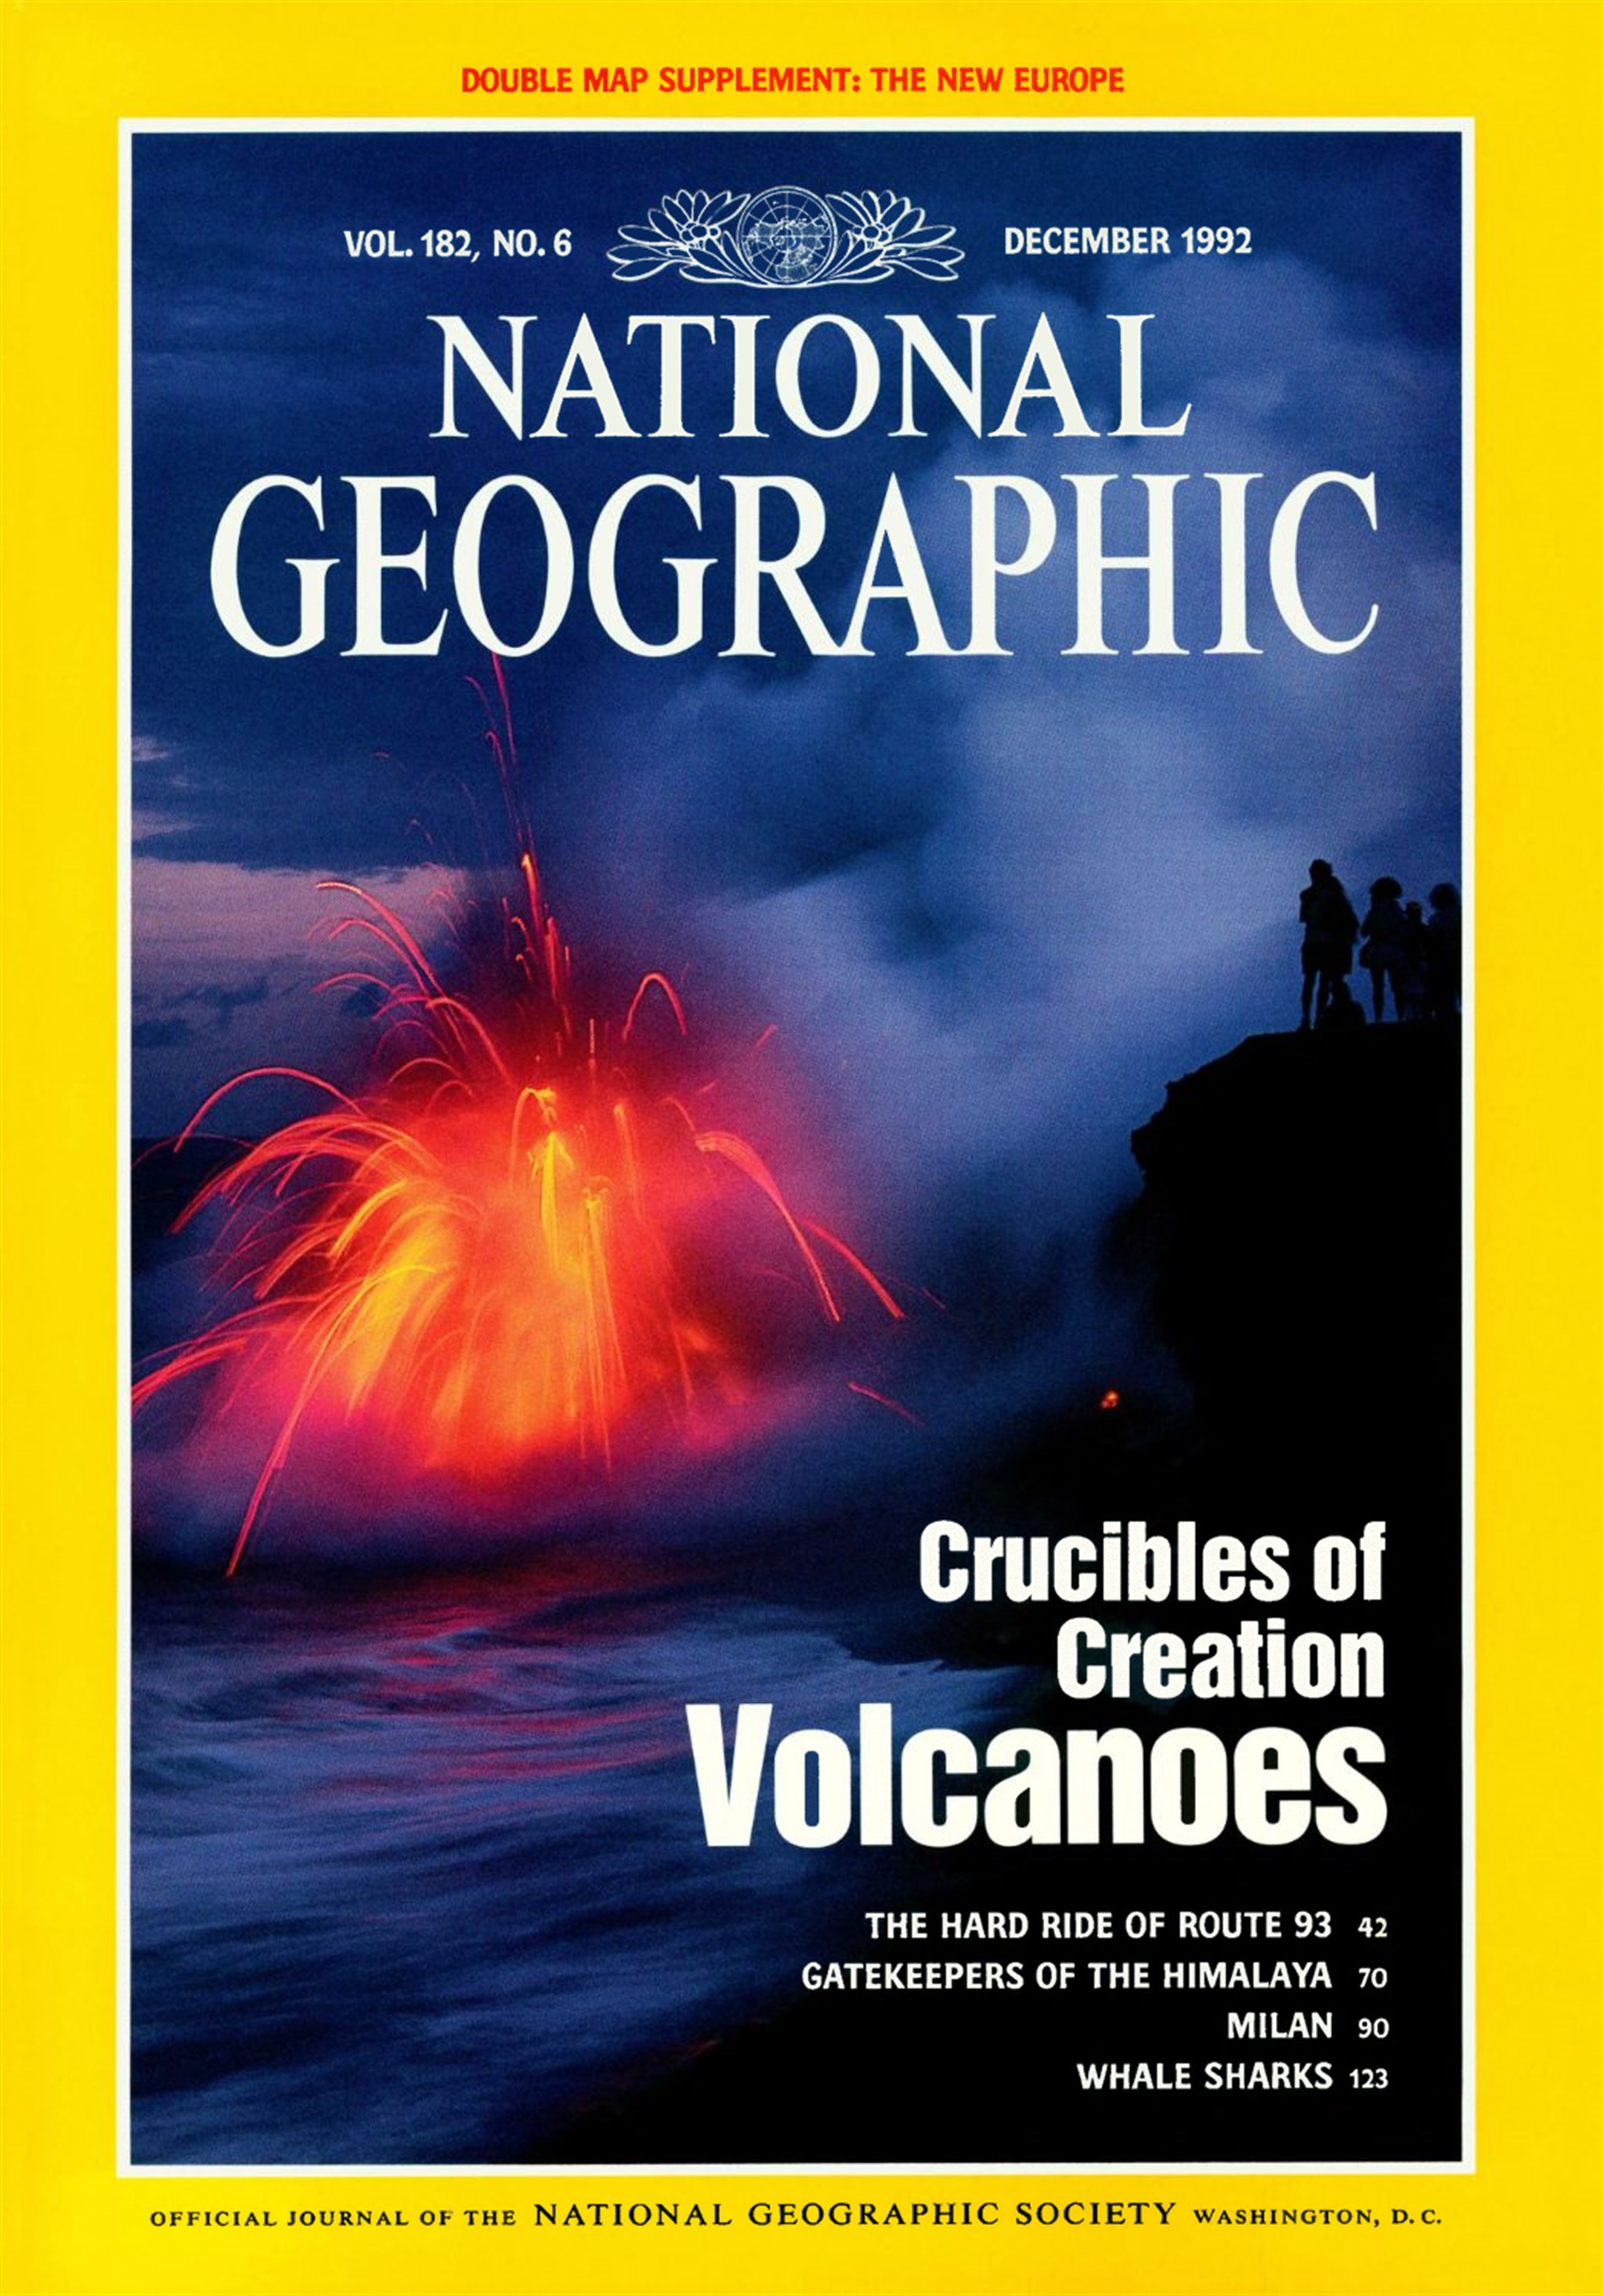 DOUBLE MAP SUPPLEMENT: THE NEW EUROPE
VOL. 182, NO. 6
DECEMBER 1992
NATIONAL
GEOGRAPHIC
Crucibles of
Creation
Volcanoes
THE HARD RIDE OF ROUTE 93 42
GATEKEEPERS OF THE HIMALAYA 70
MILAN 90
WHALE SHARKS 123
OFFICIAL JOURNAL OF THE NATIONAL GEOGRAPHIC SOCIETY WASHINGTON, D.C.